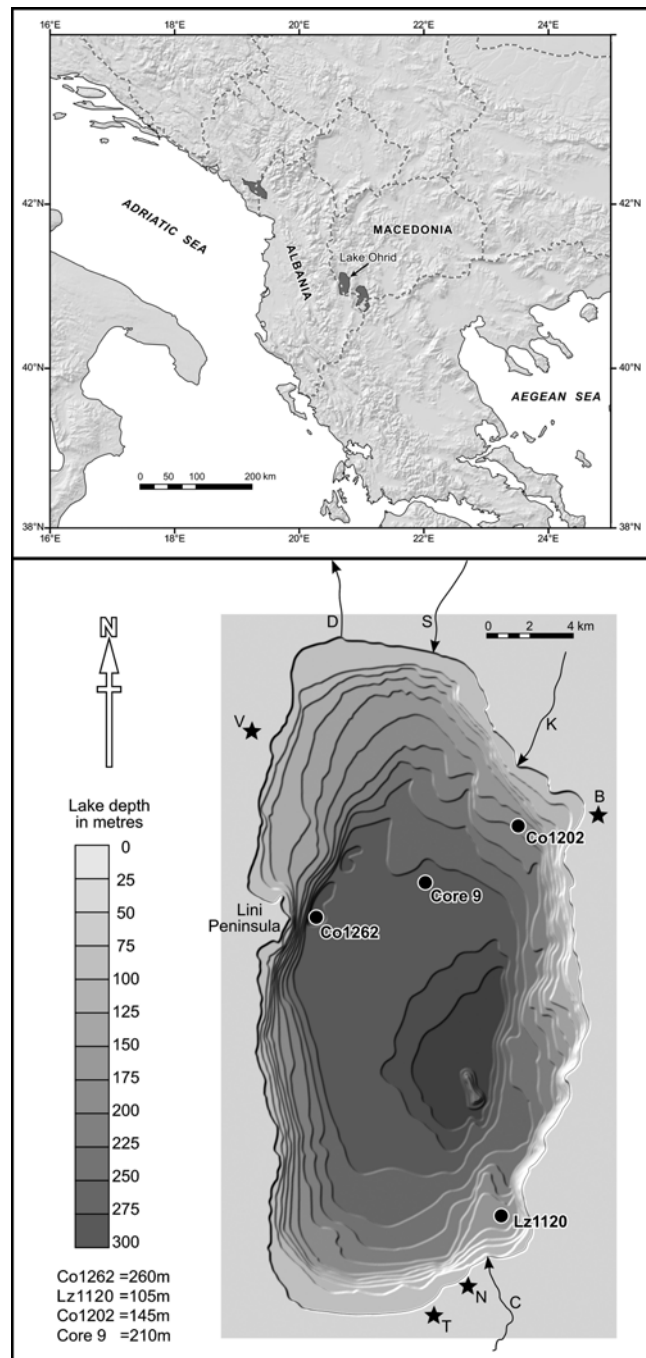 16°E 18°E 20°E 22°E 24°E
42°N 42°N
ADRIATIC SEA
MACEDONIA
Lake Ohrid
ALBANIA
40°N 40°N
AEGEAN SEA
0 50 100 200 km
38°N 38°N
16°E 18°E 20°E 22°E 24°E
D S
0 2 4 km
N
K
V
B
Lake depth
in metres
0
25
50
75
100
125
150
175
200
225
250
275
300
Co1202
Core 9
Lini
Peninsula
Co1262
Lz1120
N
C
T
Co1262 =260m
Lz1120 =105m
Co1202 =145m
Core 9 =210m